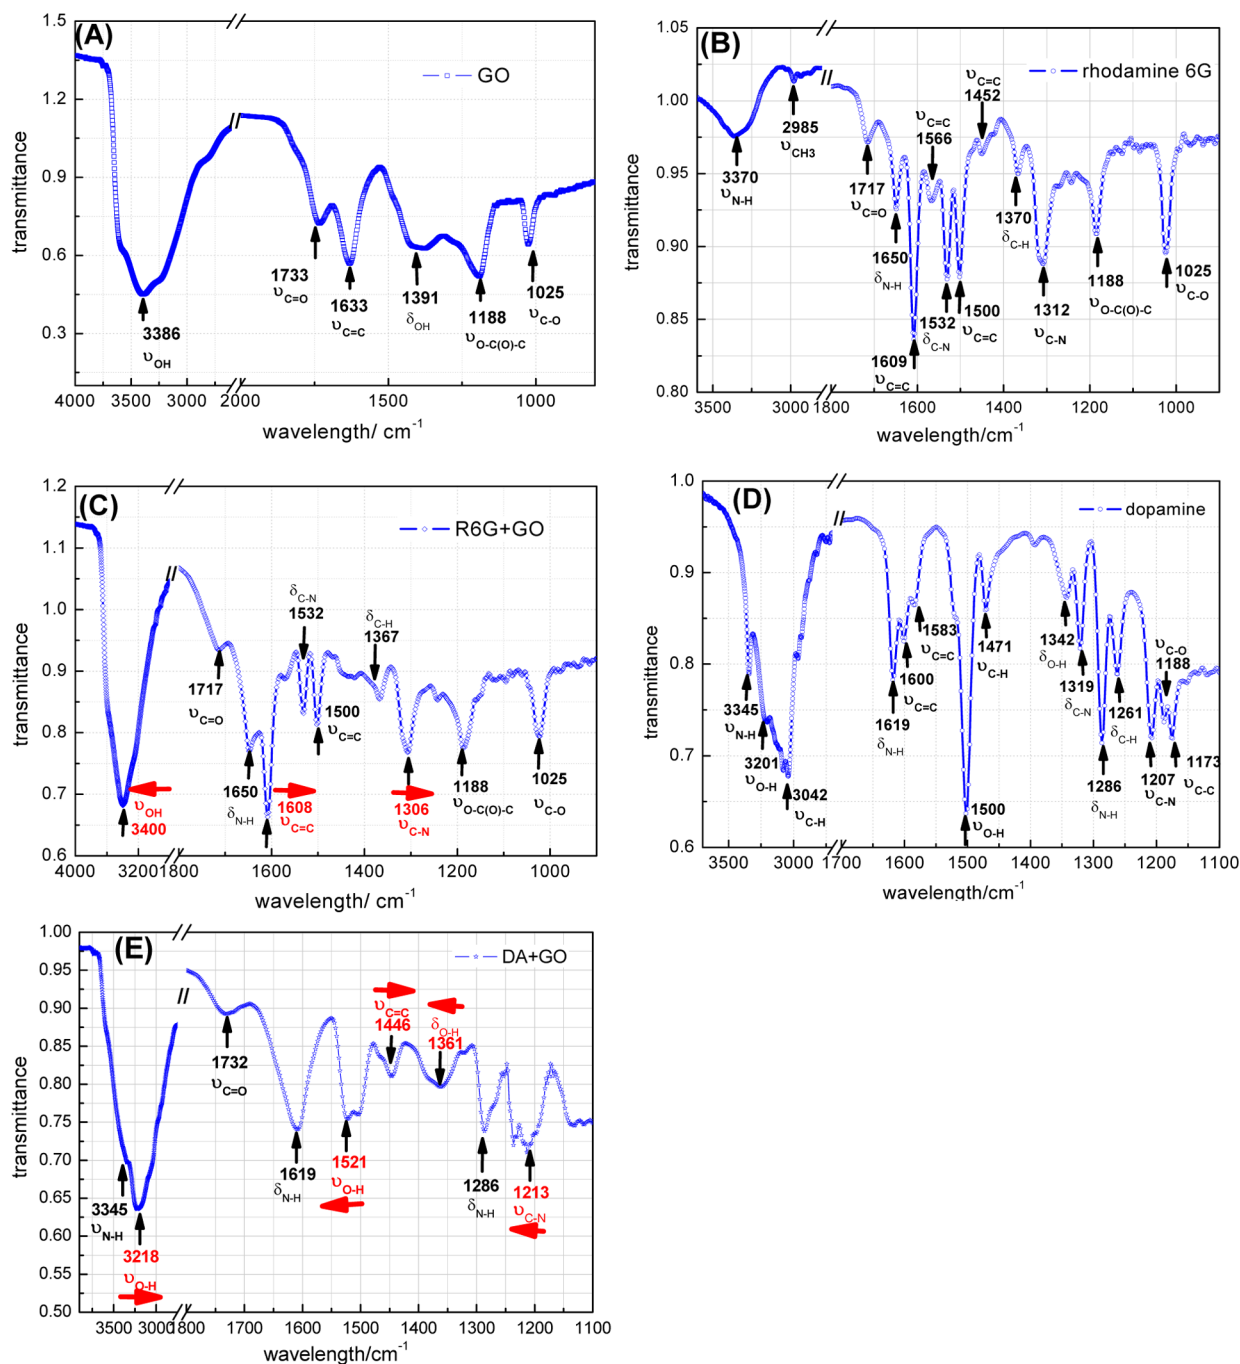 (A)
GO
1.5
1.2
0.9
0.6
0.3
transmittance
3386
υOH
1733
υC=O
1633
υC=C
1391
δOH
1188
υO-C(O)-C
1025
υC-O
4000 3500 3000 2000 1500 1000
wavelength/ cm-1
(B)
rhodamine 6G
1.05
1.00
0.95
0.90
0.85
0.80
transmittance
3370
υN-H
2985
υCH3
1717
υC=O
1650
δN-H
1609
υC=C
υC=C
1566
1532
δC-N
1500
υC=C
υC=C
1452
1370
δC-H
1312
υC-N
1188
υO-C(O)-C
1025
υC-O
3500 3000 1800 1600 1400 1200 1000
wavelength/cm-1
(C)
R6G+GO
1.2
1.1
1.0
0.9
0.8
0.7
0.6
transmittance
υOH
3400
1717
υC=O
1650
δN-H
1608
υC=C
δC-N
1532
1500
υC=C
δC-H
1367
1306
υC-N
1188
υO-C(O)-C
1025
υC-O
4000 3200 1800 1600 1400 1200 1000
wavelength/ cm-1
(D)
dopamine
1.0
0.9
0.8
0.7
0.6
transmittance
3345
υN-H
3201
υO-H
3042
υC-H
1619
δN-H
1600
υC=C
1583
υC=C
1500
υO-H
1471
υC-H
1342
δO-H
1319
δC-N
1286
δN-H
1261
δC-H
1207
υC-N
υC-O
1188
1173
υC-C
3500 3000 1700 1600 1500 1400 1300 1200 1100
wavelength/cm-1
(E)
DA+GO
1.00
0.95
0.90
0.85
0.80
0.75
0.70
0.65
0.60
0.55
0.50
transmittance
3345
υN-H
3218
υO-H
1732
υC=O
1619
δN-H
1521
υO-H
υC=C
1446
δO-H
1361
1286
δN-H
1213
υC-N
3500 3000 1800 1700 1600 1500 1400 1300 1200 1100
wavelength/cm-1